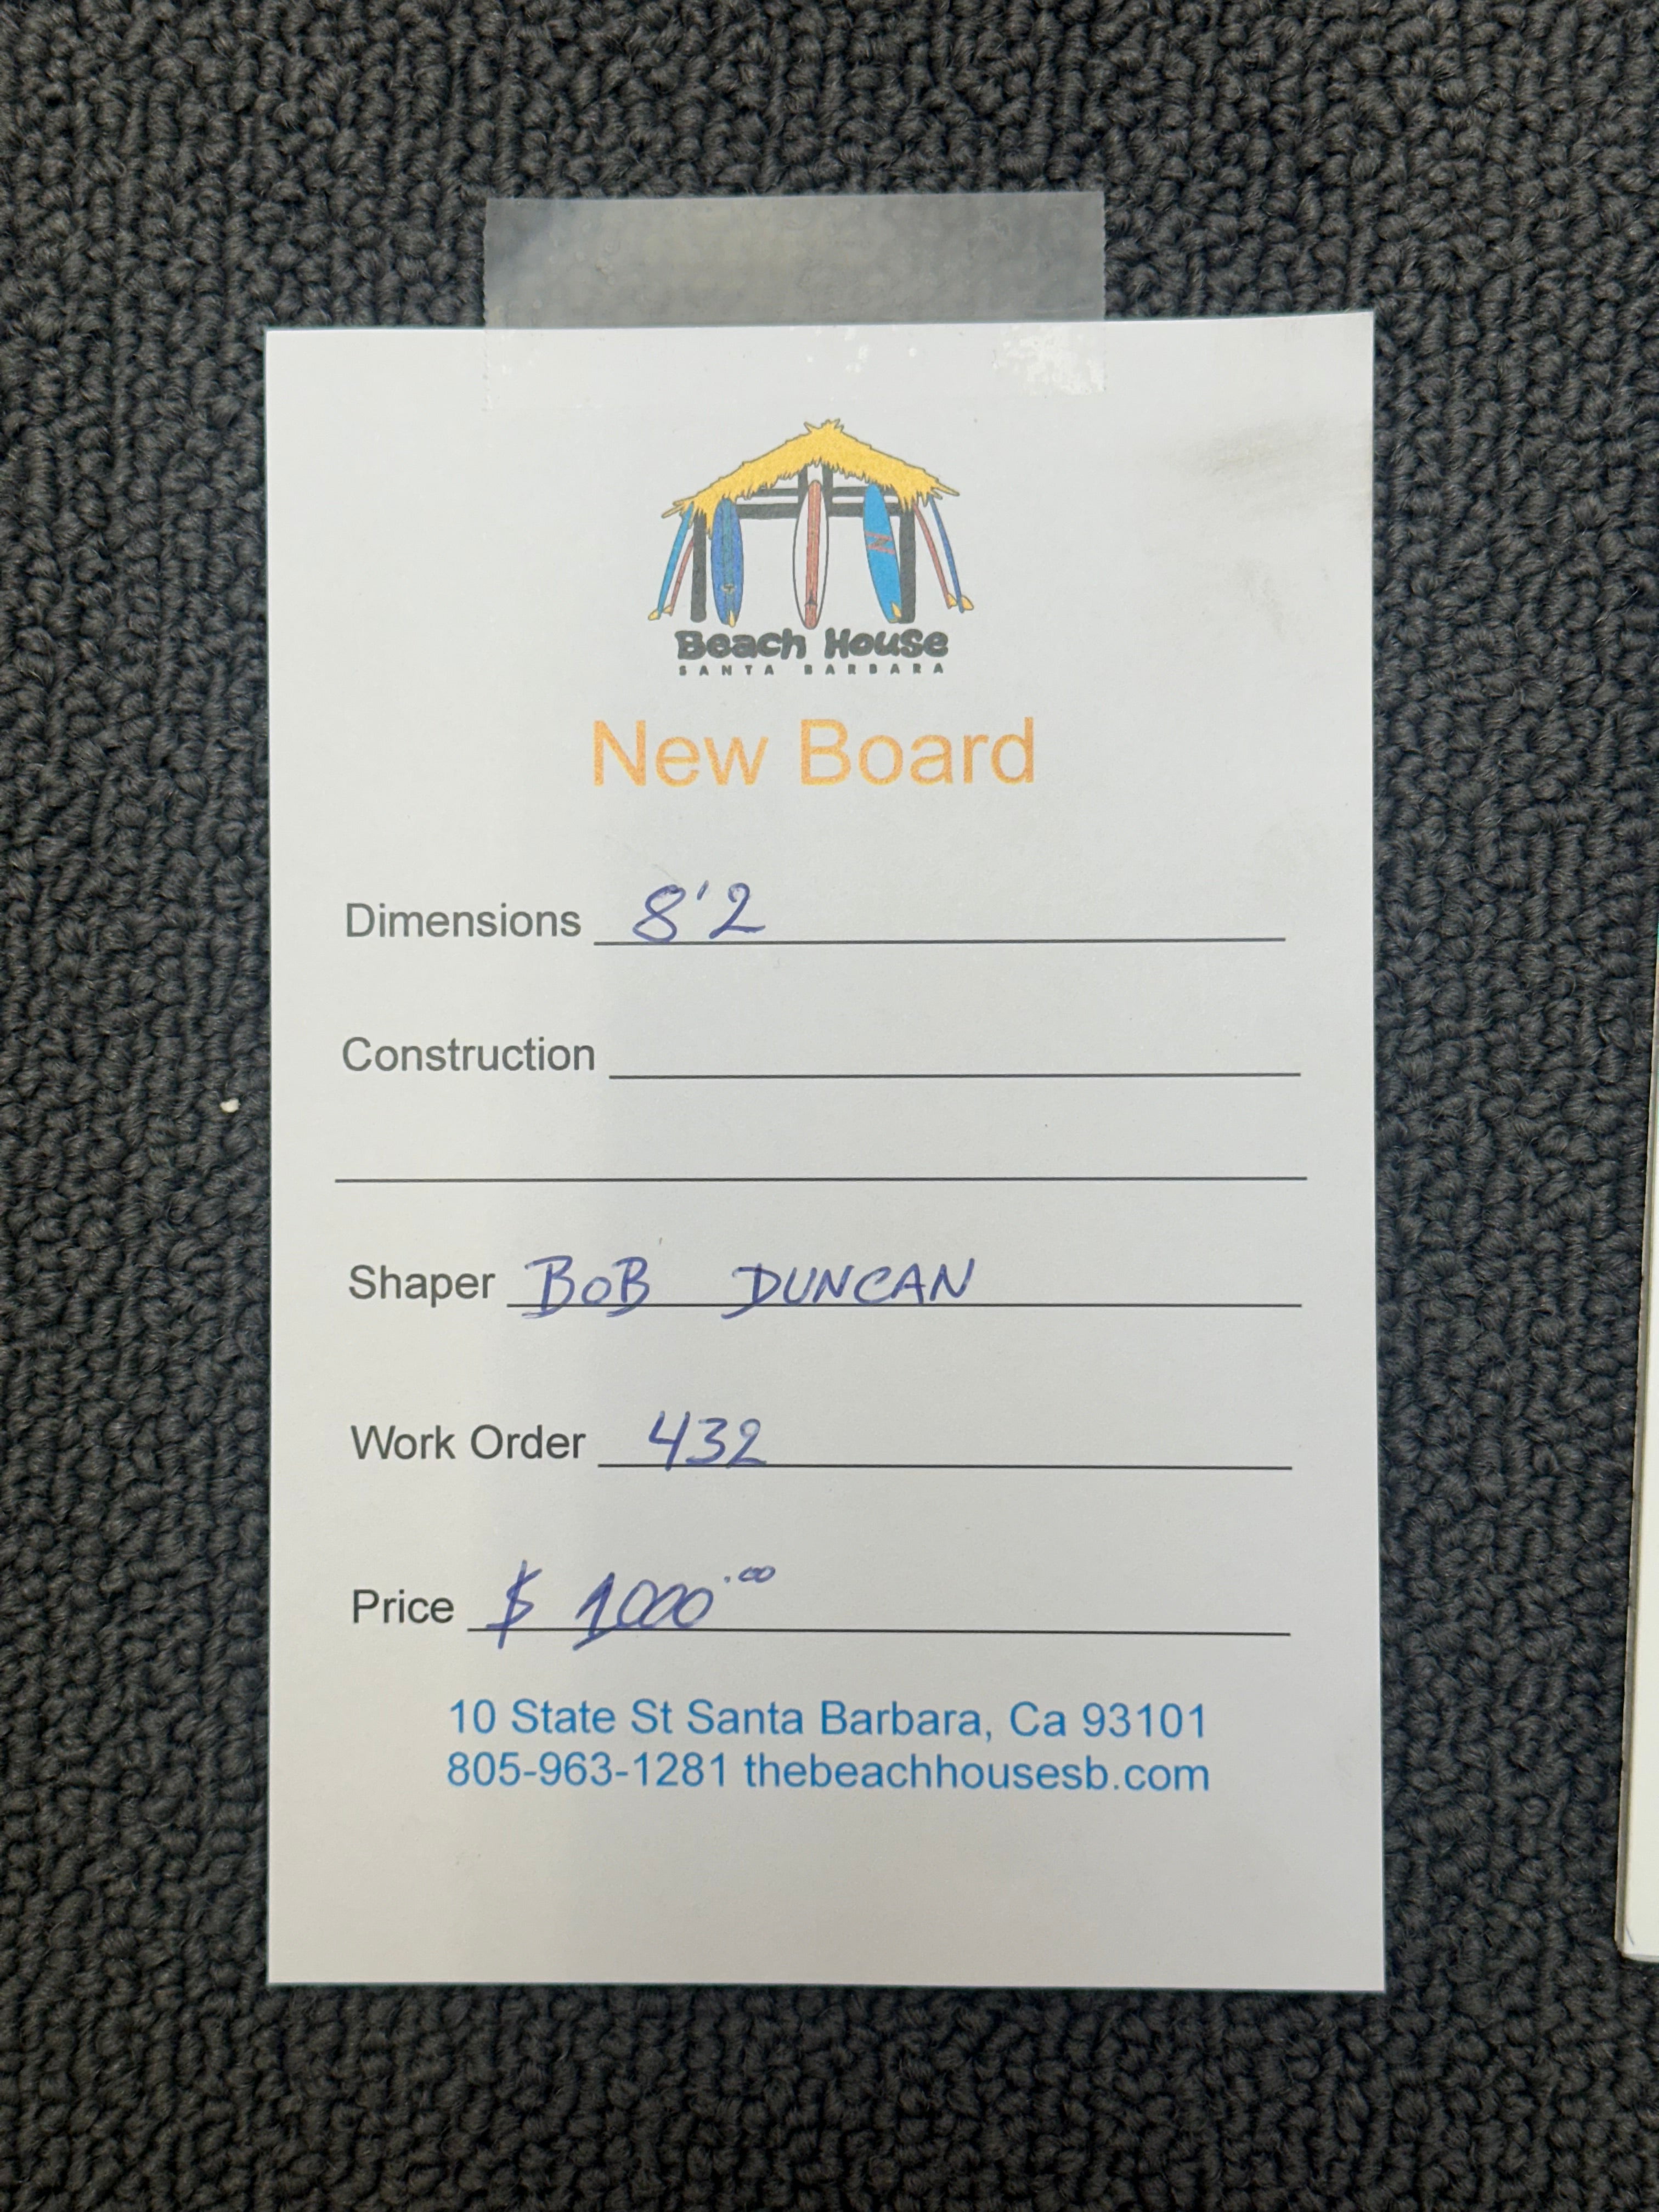 Beach House
SANTA BARBARA
New Board
Dimensions 8'2
Construction
Shaper BOB DUNCAN
Work Order 432
Price $ 1000.00
10 State St Santa Barbara, Ca 93101
805-963-1281 thebeachhousesb.com